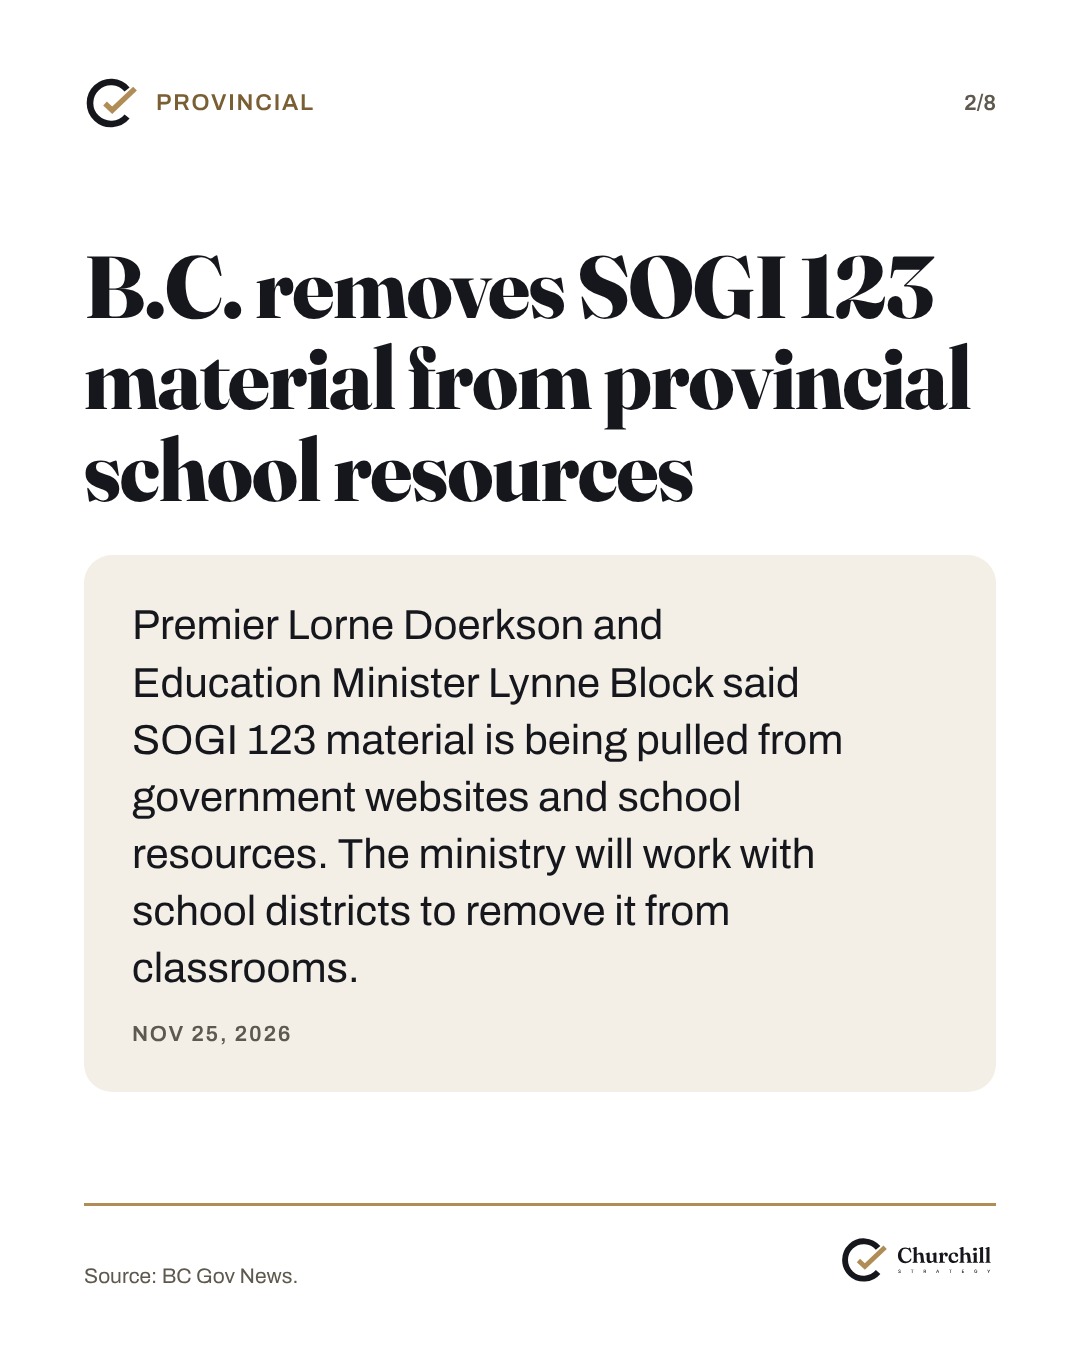 PROVINCIAL
2/8
B.C. removes SOGI 123
material from provincial
school resources
Premier Lorne Doerkson and
Education Minister Lynne Block said
SOGI 123 material is being pulled from
government websites and school
resources. The ministry will work with
school districts to remove it from
classrooms.
NOV 25, 2026
Source: BC Gov News.
Churchill
STRATEGY